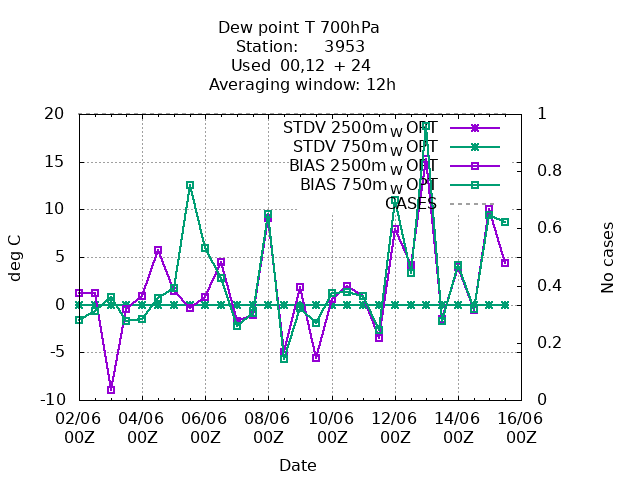 Dew point T 700hPa
Station: 3953
Used 00,12 + 24
Averaging window: 12h
STDV 2500m W OPT
STDV 750m W OPT
BIAS 2500m W OPT
BIAS 750m W OPT
CASES
20
15
10
5
0
-5
-10
deg C
1
0.8
0.6
0.4
0.2
0
No cases
02/06 00Z
04/06 00Z
06/06 00Z
08/06 00Z
10/06 00Z
12/06 00Z
14/06 00Z
16/06 00Z
Date